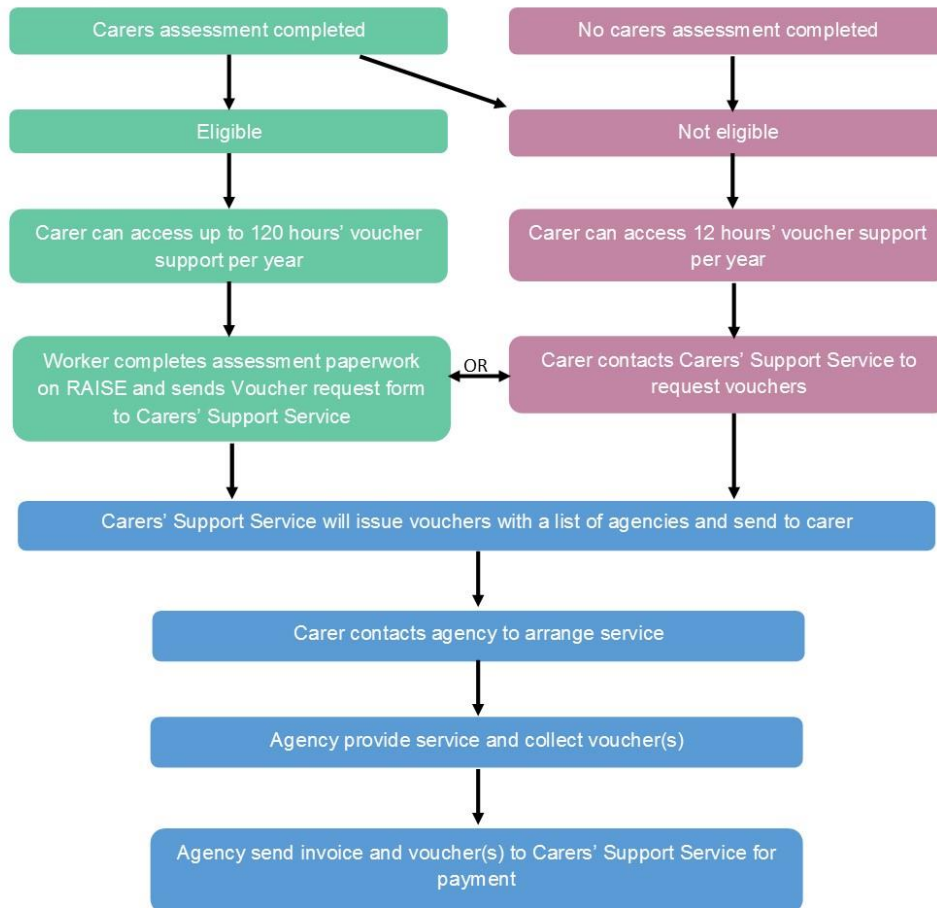 Carers assessment completed
No carers assessment completed
Eligible
Not eligible
Carer can access up to 120 hours’ voucher
support per year
Carer can access 12 hours’ voucher support
per year
Worker completes assessment paperwork
on RAISE and sends Voucher request form
to Carers’ Support Service
OR
Carer contacts Carers’ Support Service to
request vouchers
Carers’ Support Service will issue vouchers with a list of agencies and send to carer
Carer contacts agency to arrange service
Agency provide service and collect voucher(s)
Agency send invoice and voucher(s) to Carers’ Support Service for
payment